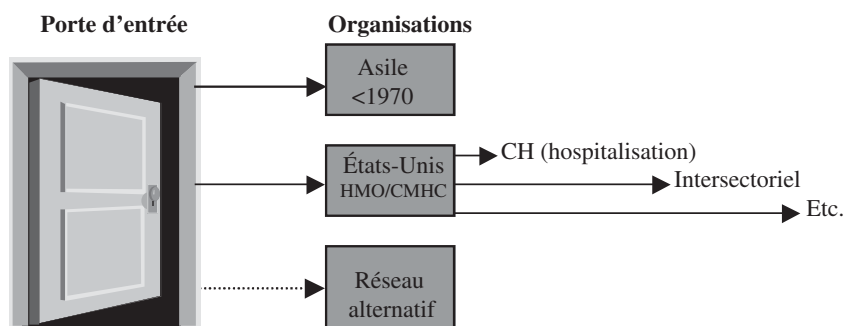 Porte d'entrée
Organisations
Asile
<1970
États-Unis
HMO/CMHC
CH (hospitalisation)
Intersectoriel
Etc.
Réseau
alternatif